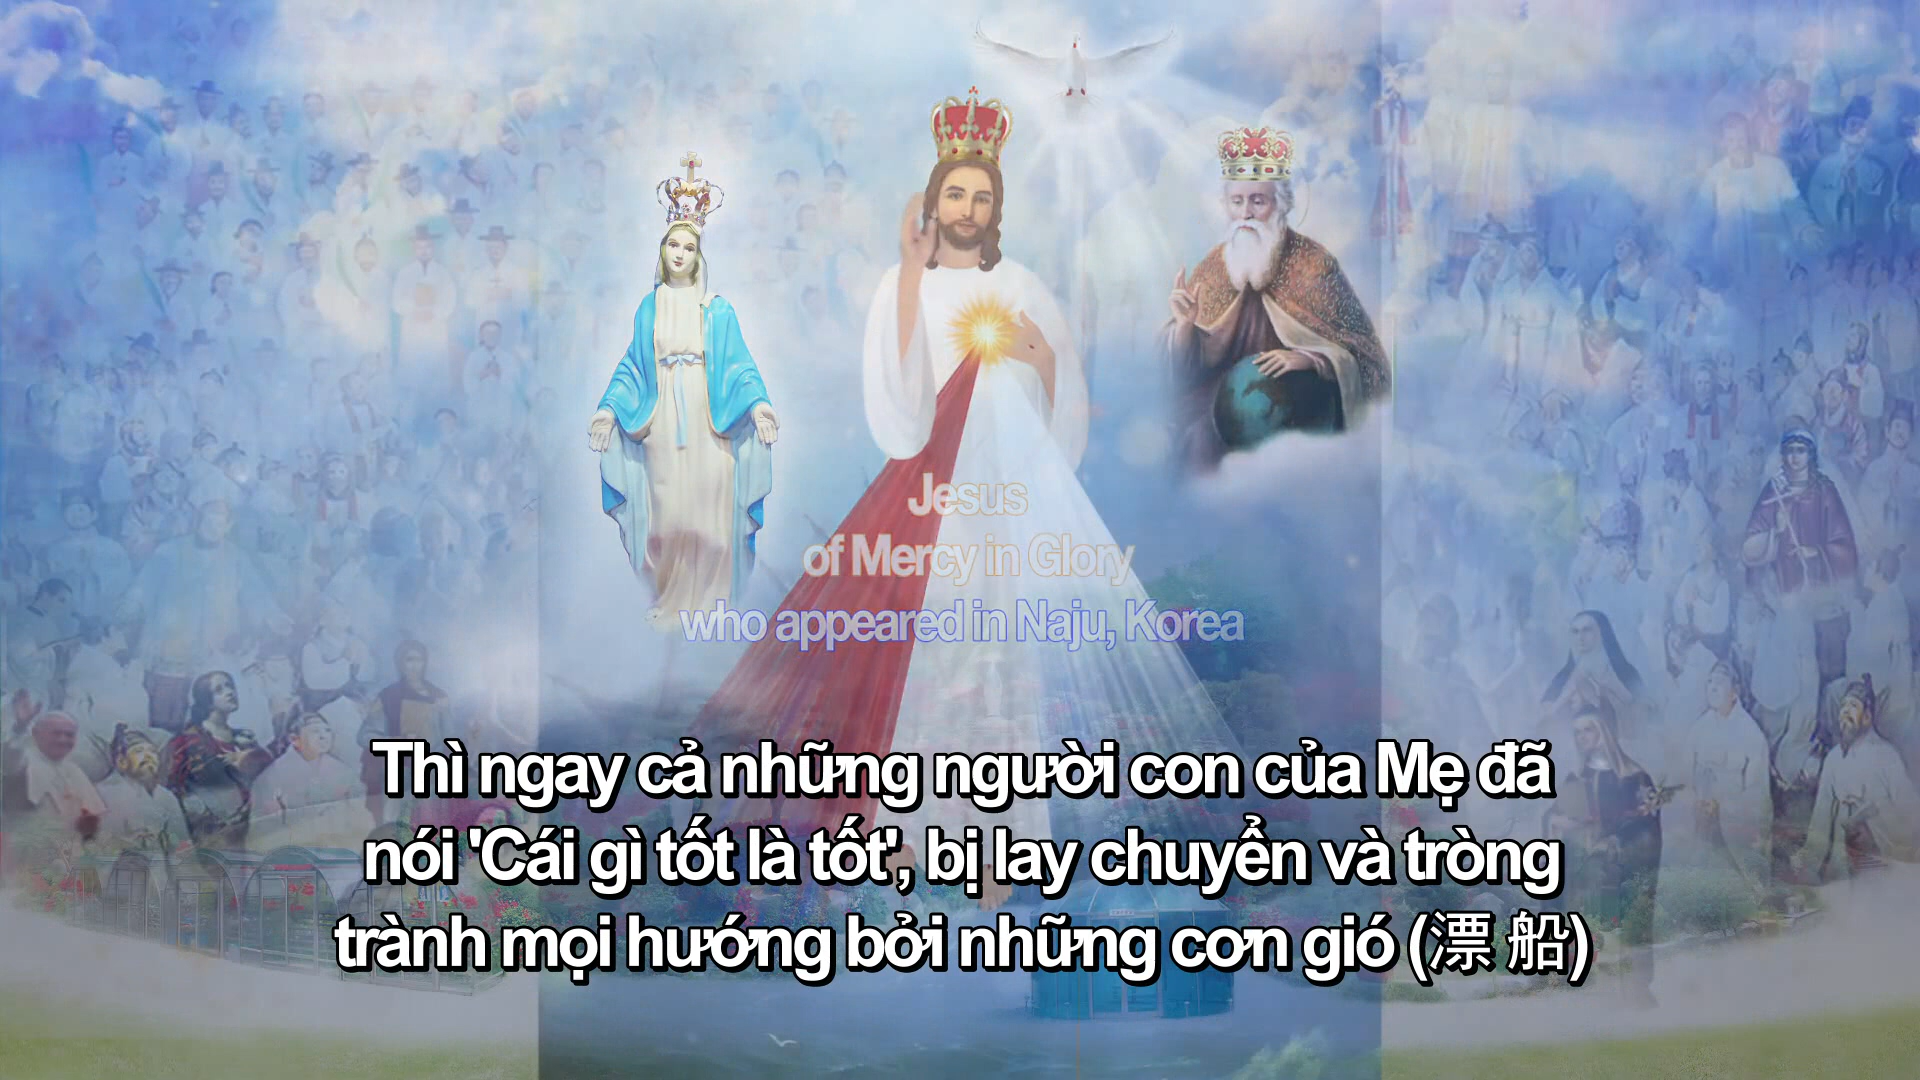 Jesus
of Mercy in Glory
who appeared in Naju, Korea
Thì ngay cả những người con của Mẹ đã
nói 'Cái gì tốt là tốt', bị lay chuyển và tròng
trành mọi hướng bởi những cơn gió (漂 船)